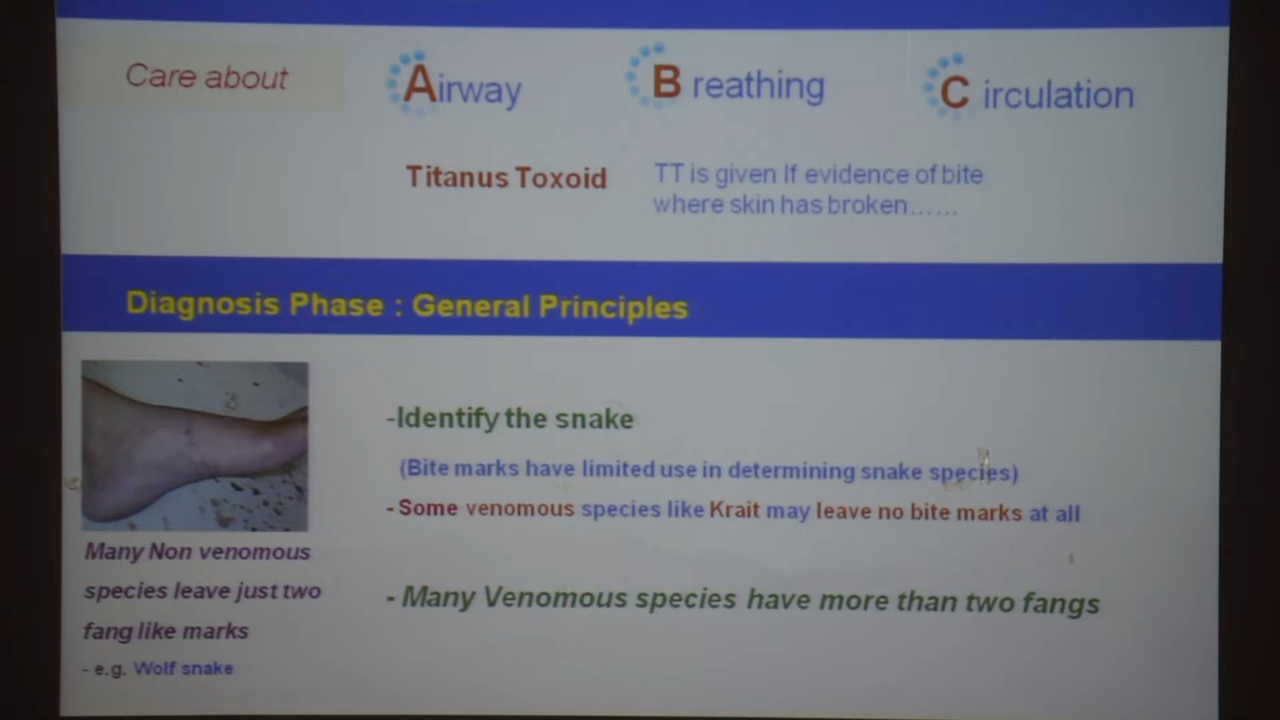 Care about Airway Breathing Circulation
Titanus Toxoid
TT is given If evidence of bite
where skin has broken......
Diagnosis Phase : General Principles
-Identify the snake
(Bite marks have limited use in determining snake species)
- Some venomous species like Krait may leave no bite marks at all
- Many Venomous species have more than two fangs
Many Non venomous
species leave just two
fang like marks
- e.g. Wolf snake